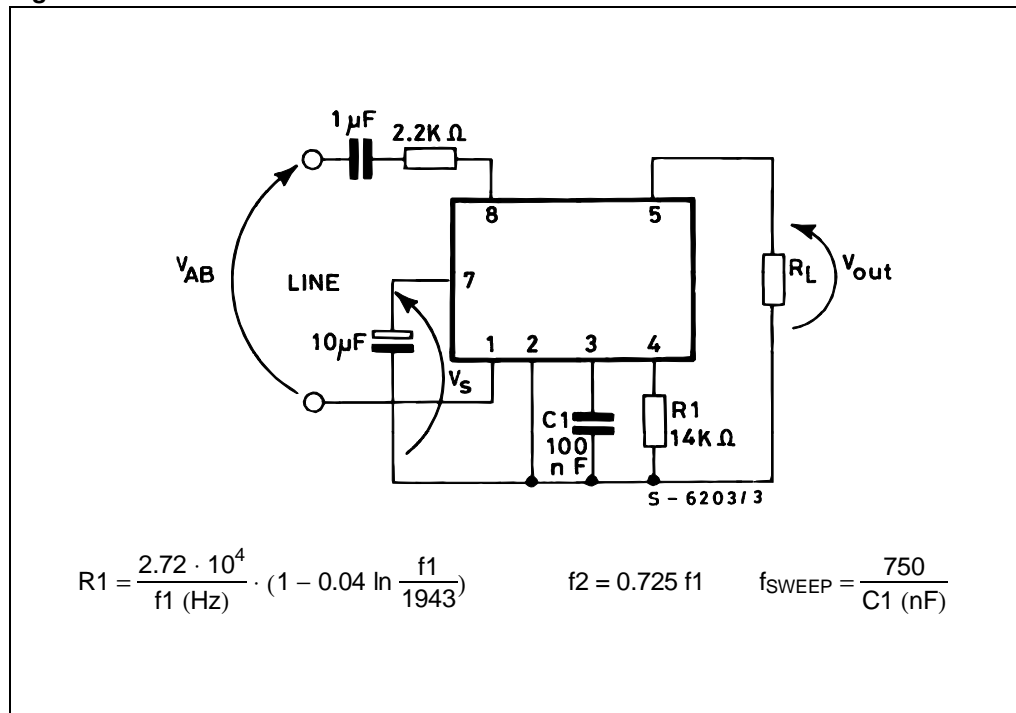 1 µF
2.2K Ω
8
5
VAB
LINE
7
RL
Vout
10µF
1
2
3
4
VS
C1
100
n F
R1
14K Ω
S - 6203/3
R1 = 2.72 · 10^4 / f1 (Hz) · (1 – 0.04 ln f1 / 1943)
f2 = 0.725 f1
fSWEEP = 750 / C1 (nF)